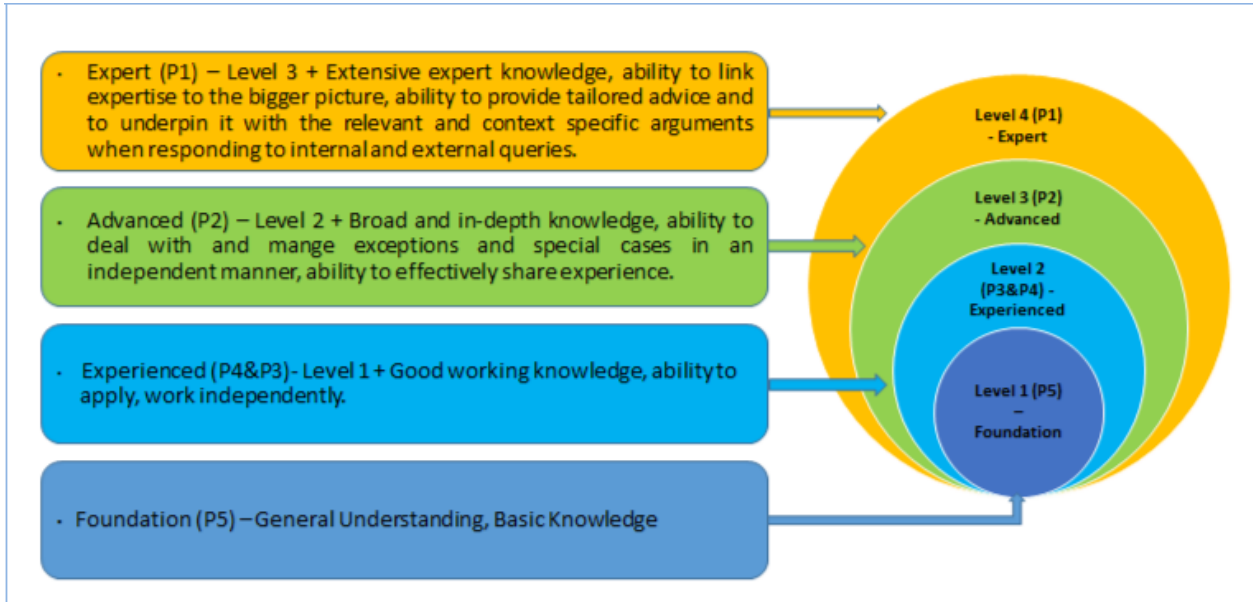 · Expert (P1) – Level 3 + Extensive expert knowledge, ability to link
expertise to the bigger picture, ability to provide tailored advice and
to underpin it with the relevant and context specific arguments
when responding to internal and external queries.
· Advanced (P2) – Level 2 + Broad and in-depth knowledge, ability to
deal with and mange exceptions and special cases in an
independent manner, ability to effectively share experience.
· Experienced (P4&P3)- Level 1 + Good working knowledge, ability to
apply, work independently.
· Foundation (P5) – General Understanding, Basic Knowledge
Level 4 (P1)
- Expert
Level 3 (P2)
- Advanced
Level 2
(P3&P4) -
Experienced
Level 1 (P5)
–
Foundation